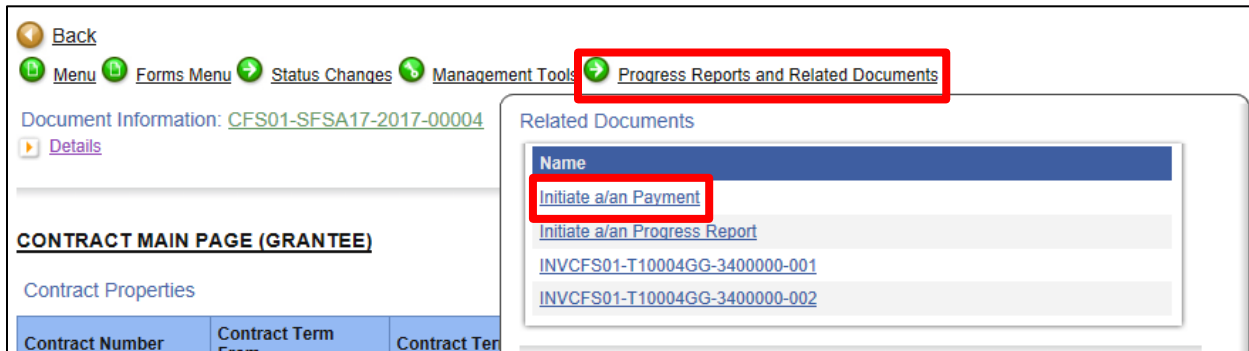 Back
Menu Forms Menu Status Changes Management Tools Progress Reports and Related Documents
Document Information: CFS01-SFSA17-2017-00004
Details
Related Documents
Name
Initiate a/an Payment
Initiate a/an Progress Report
INVCFS01-T10004GG-3400000-001
INVCFS01-T10004GG-3400000-002
CONTRACT MAIN PAGE (GRANTEE)
Contract Properties
Contract Number Contract Term Contract